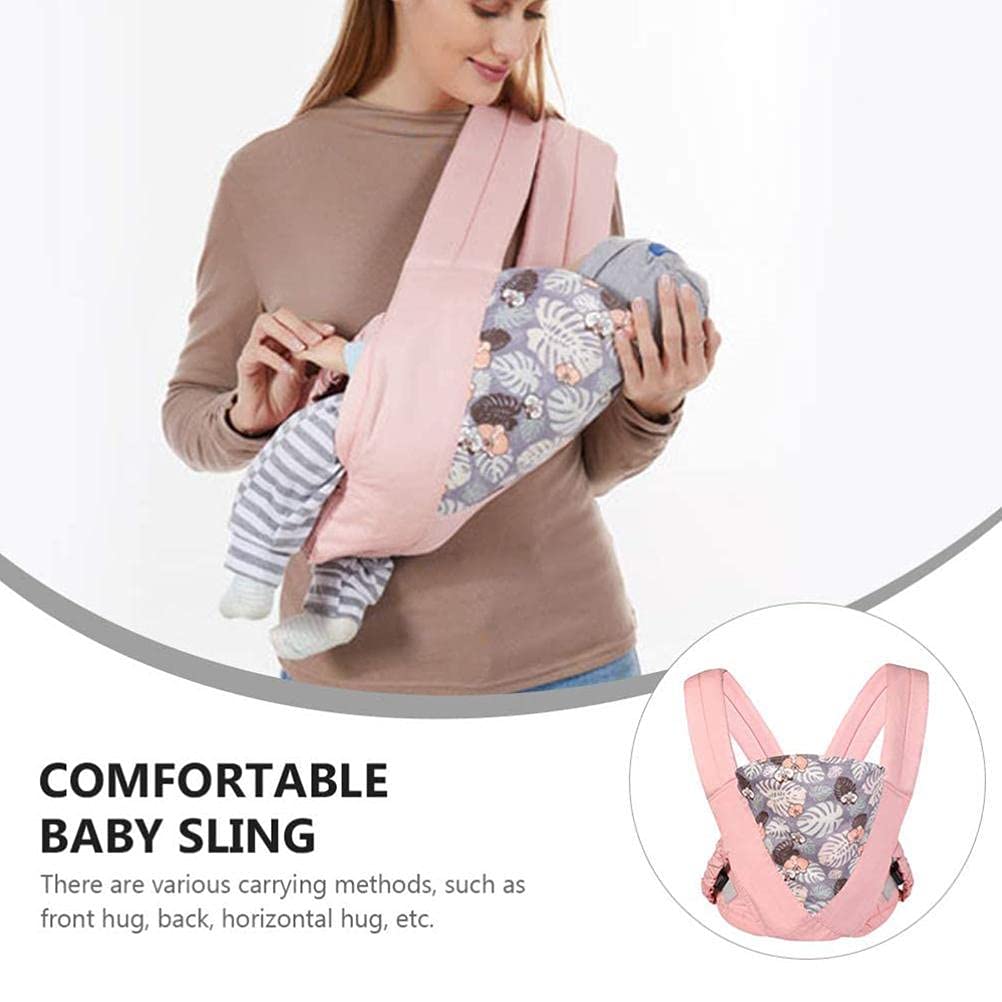 COMFORTABLE
BABY SLING
There are various carrying methods, such as
front hug, back, horizontal hug, etc.